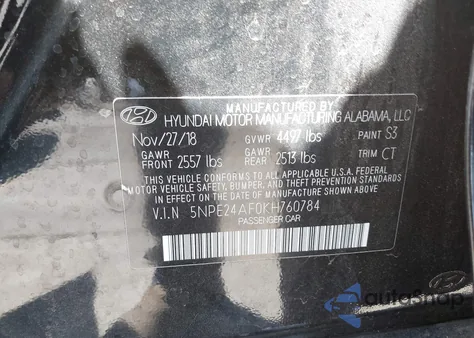 MANUFACTURED BY
HYUNDAI MOTOR MANUFACTURING ALABAMA, LLC
Nov/27/18 GVWR 4497 lbs PAINT S3
GAWR FRONT 2557 lbs GAWR REAR 2513 lbs TRIM CT
THIS VEHICLE CONFORMS TO ALL APPLICABLE U.S.A. FEDERAL
MOTOR VEHICLE SAFETY, BUMPER, AND THEFT PREVENTION STANDARDS
IN EFFECT ON THE DATE OF MANUFACTURE SHOWN ABOVE.
V.I.N 5NPE24AF0KH760784
PASSENGER CAR
autoSnap